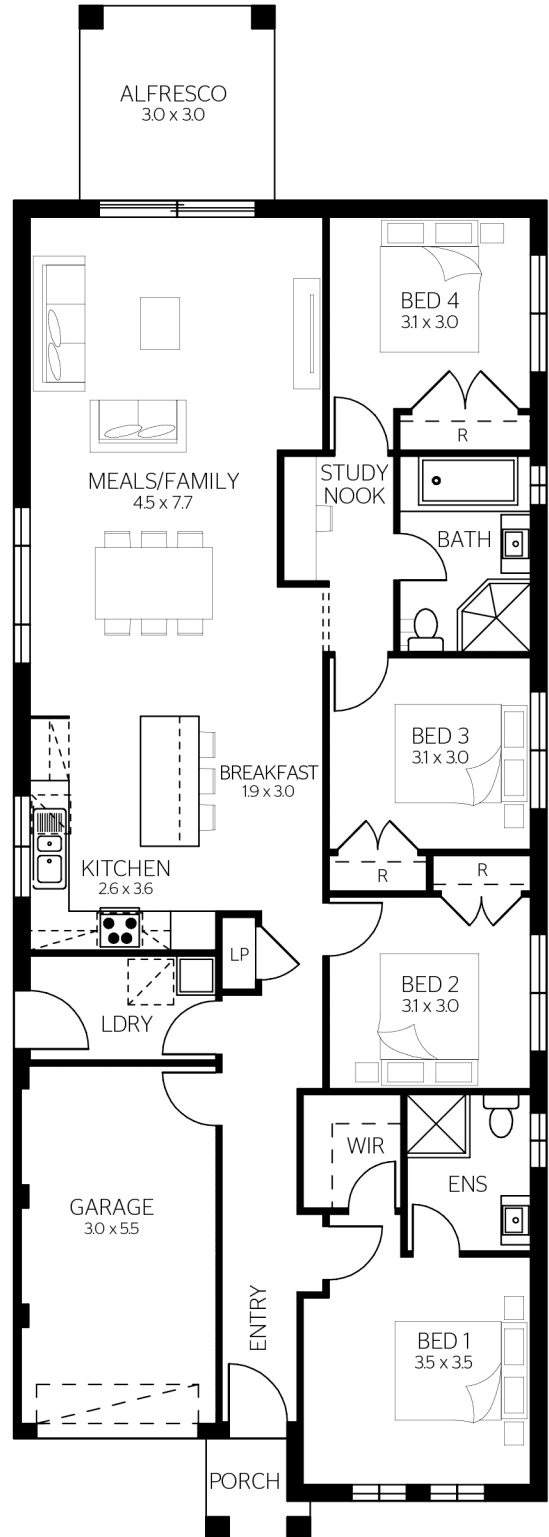 ALFRESCO
3.0 x 3.0
BED 4
3.1 x 3.0
R
MEALS/FAMILY
4.5 x 7.7
STUDY
NOOK
BATH
BED 3
3.1 x 3.0
BREAKFAST
1.9 x 3.0
KITCHEN
2.6 x 3.6
R
R
LP
BED 2
3.1 x 3.0
LDRY
WIR
ENS
GARAGE
3.0 x 5.5
ENTRY
BED 1
3.5 x 3.5
PORCH